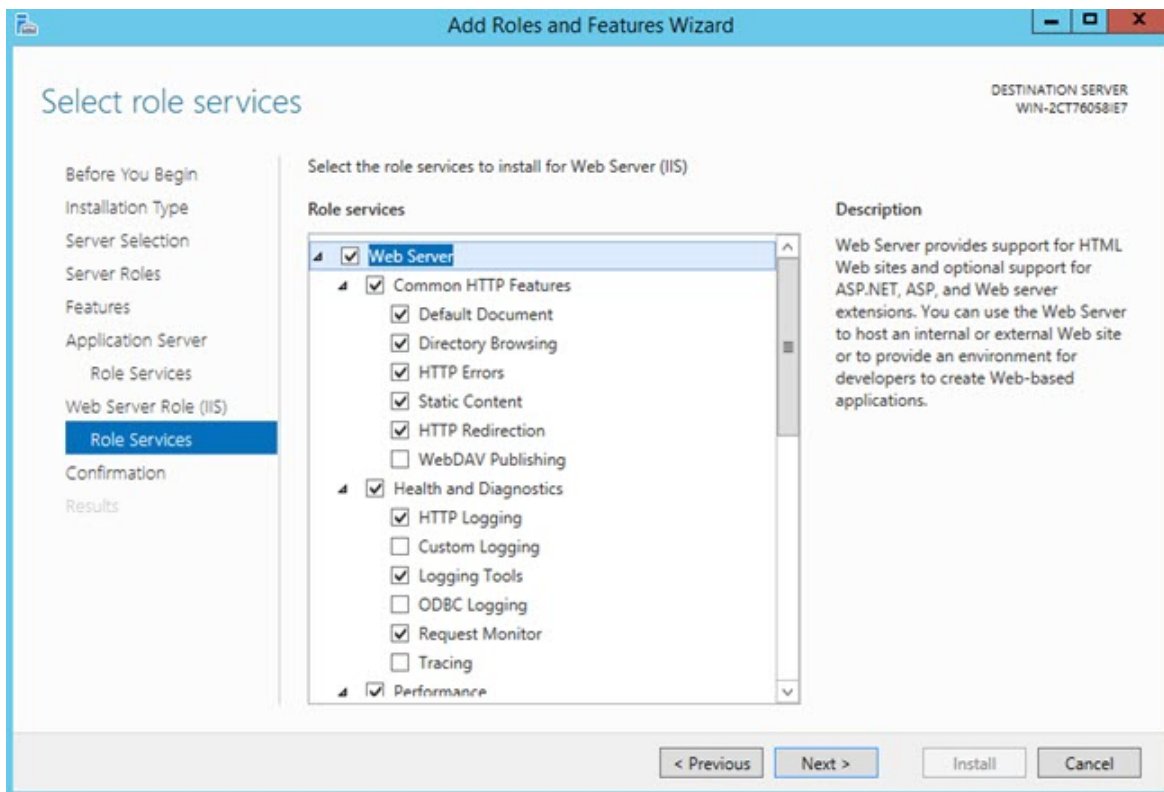 Add Roles and Features Wizard
Select role services
DESTINATION SERVER
WIN-2CT76058IE7
Before You Begin
Installation Type
Server Selection
Server Roles
Features
Application Server
Role Services
Web Server Role (IIS)
Role Services
Confirmation
Results
Select the role services to install for Web Server (IIS)
Role services
Web Server
Common HTTP Features
Default Document
Directory Browsing
HTTP Errors
Static Content
HTTP Redirection
WebDAV Publishing
Health and Diagnostics
HTTP Logging
Custom Logging
Logging Tools
ODBC Logging
Request Monitor
Tracing
Performance
Description
Web Server provides support for HTML
Web sites and optional support for
ASP.NET, ASP, and Web server
extensions. You can use the Web Server
to host an internal or external Web site
or to provide an environment for
developers to create Web-based
applications.
< Previous
Next >
Install
Cancel